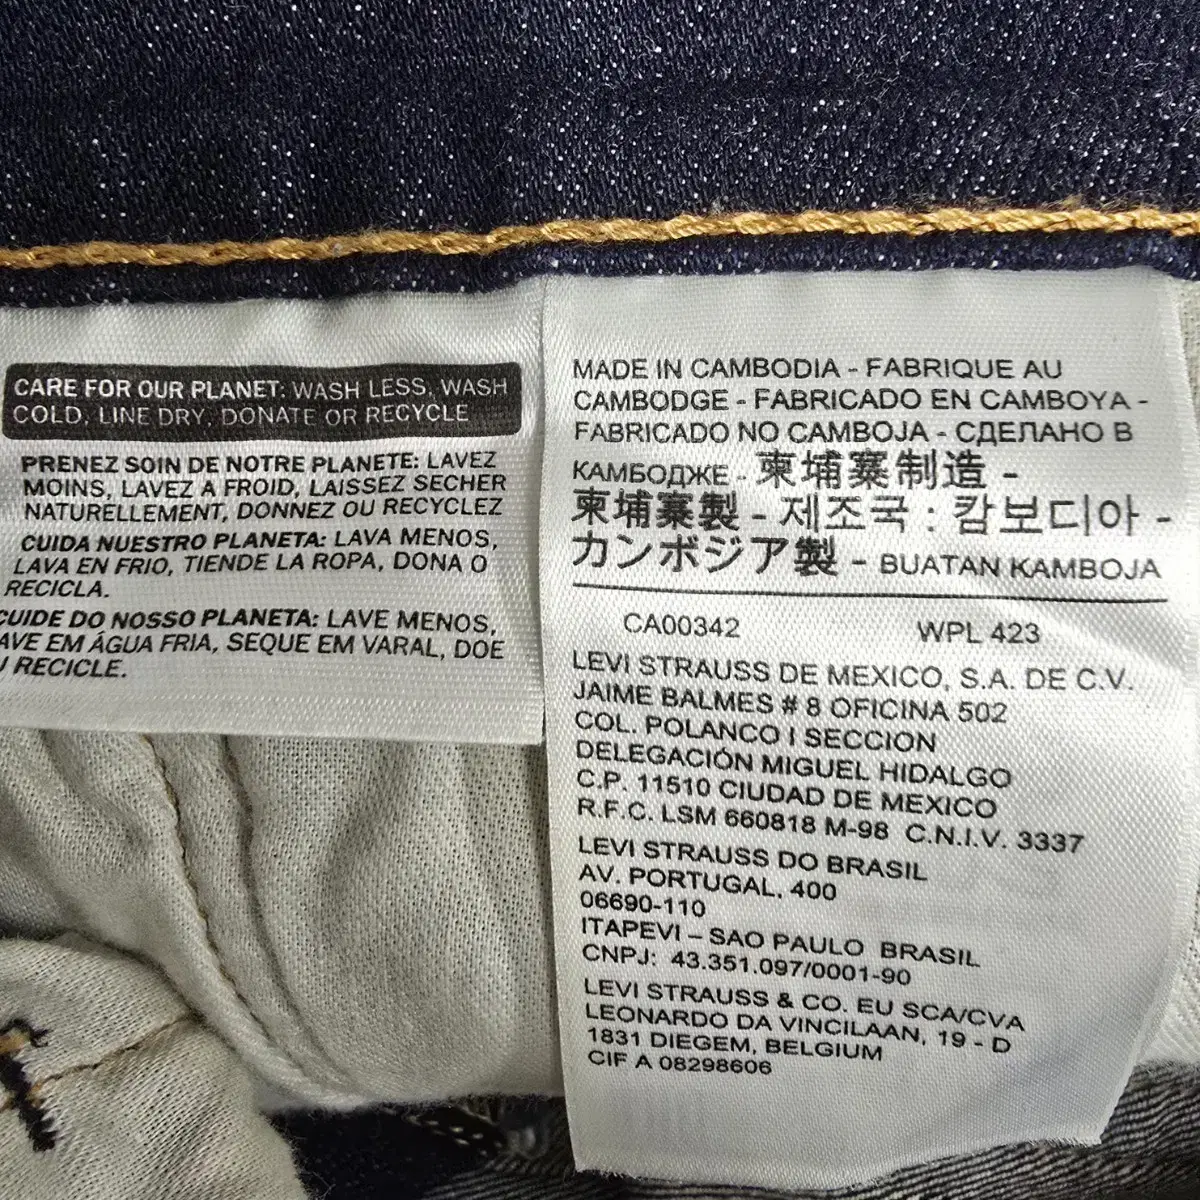 CARE FOR OUR PLANET: WASH LESS, WASH
COLD, LINE DRY, DONATE OR RECYCLE
PRENEZ SOIN DE NOTRE PLANETE: LAVEZ
MOINS, LAVEZ A FROID, LAISSEZ SECHER
NATURELLEMENT, DONNEZ OU RECYCLEZ
CUIDA NUESTRO PLANETA: LAVA MENOS,
LAVA EN FRIO, TIENDE LA ROPA, DONA O
RECICLA.
CUIDE DO NOSSO PLANETA: LAVE MENOS,
AVE EM ÁGUA FRIA, SEQUE EM VARAL, DOE
U RECICLE.
MADE IN CAMBODIA - FABRIQUE AU
CAMBODGE - FABRICADO EN CAMBOYA -
FABRICADO NO CAMBOJA - СДЕЛАНО В
КАМБОДЖЕ - 柬埔寨制造 -
柬埔寨製 - 제조국 : 캄보디아 -
カンボジア製 - BUATAN KAMBOJA
CA00342 WPL 423
LEVI STRAUSS DE MEXICO, S.A. DE C.V.
JAIME BALMES # 8 OFICINA 502
COL. POLANCO I SECCION
DELEGACIÓN MIGUEL HIDALGO
C.P. 11510 CIUDAD DE MEXICO
R.F.C. LSM 660818 M-98 C.N.I.V. 3337
LEVI STRAUSS DO BRASIL
AV. PORTUGAL, 400
06690-110
ITAPEVI – SAO PAULO BRASIL
CNPJ: 43.351.097/0001-90
LEVI STRAUSS & CO. EU SCA/CVA
LEONARDO DA VINCILAAN, 19 - D
1831 DIEGEM, BELGIUM
CIF A 08298606